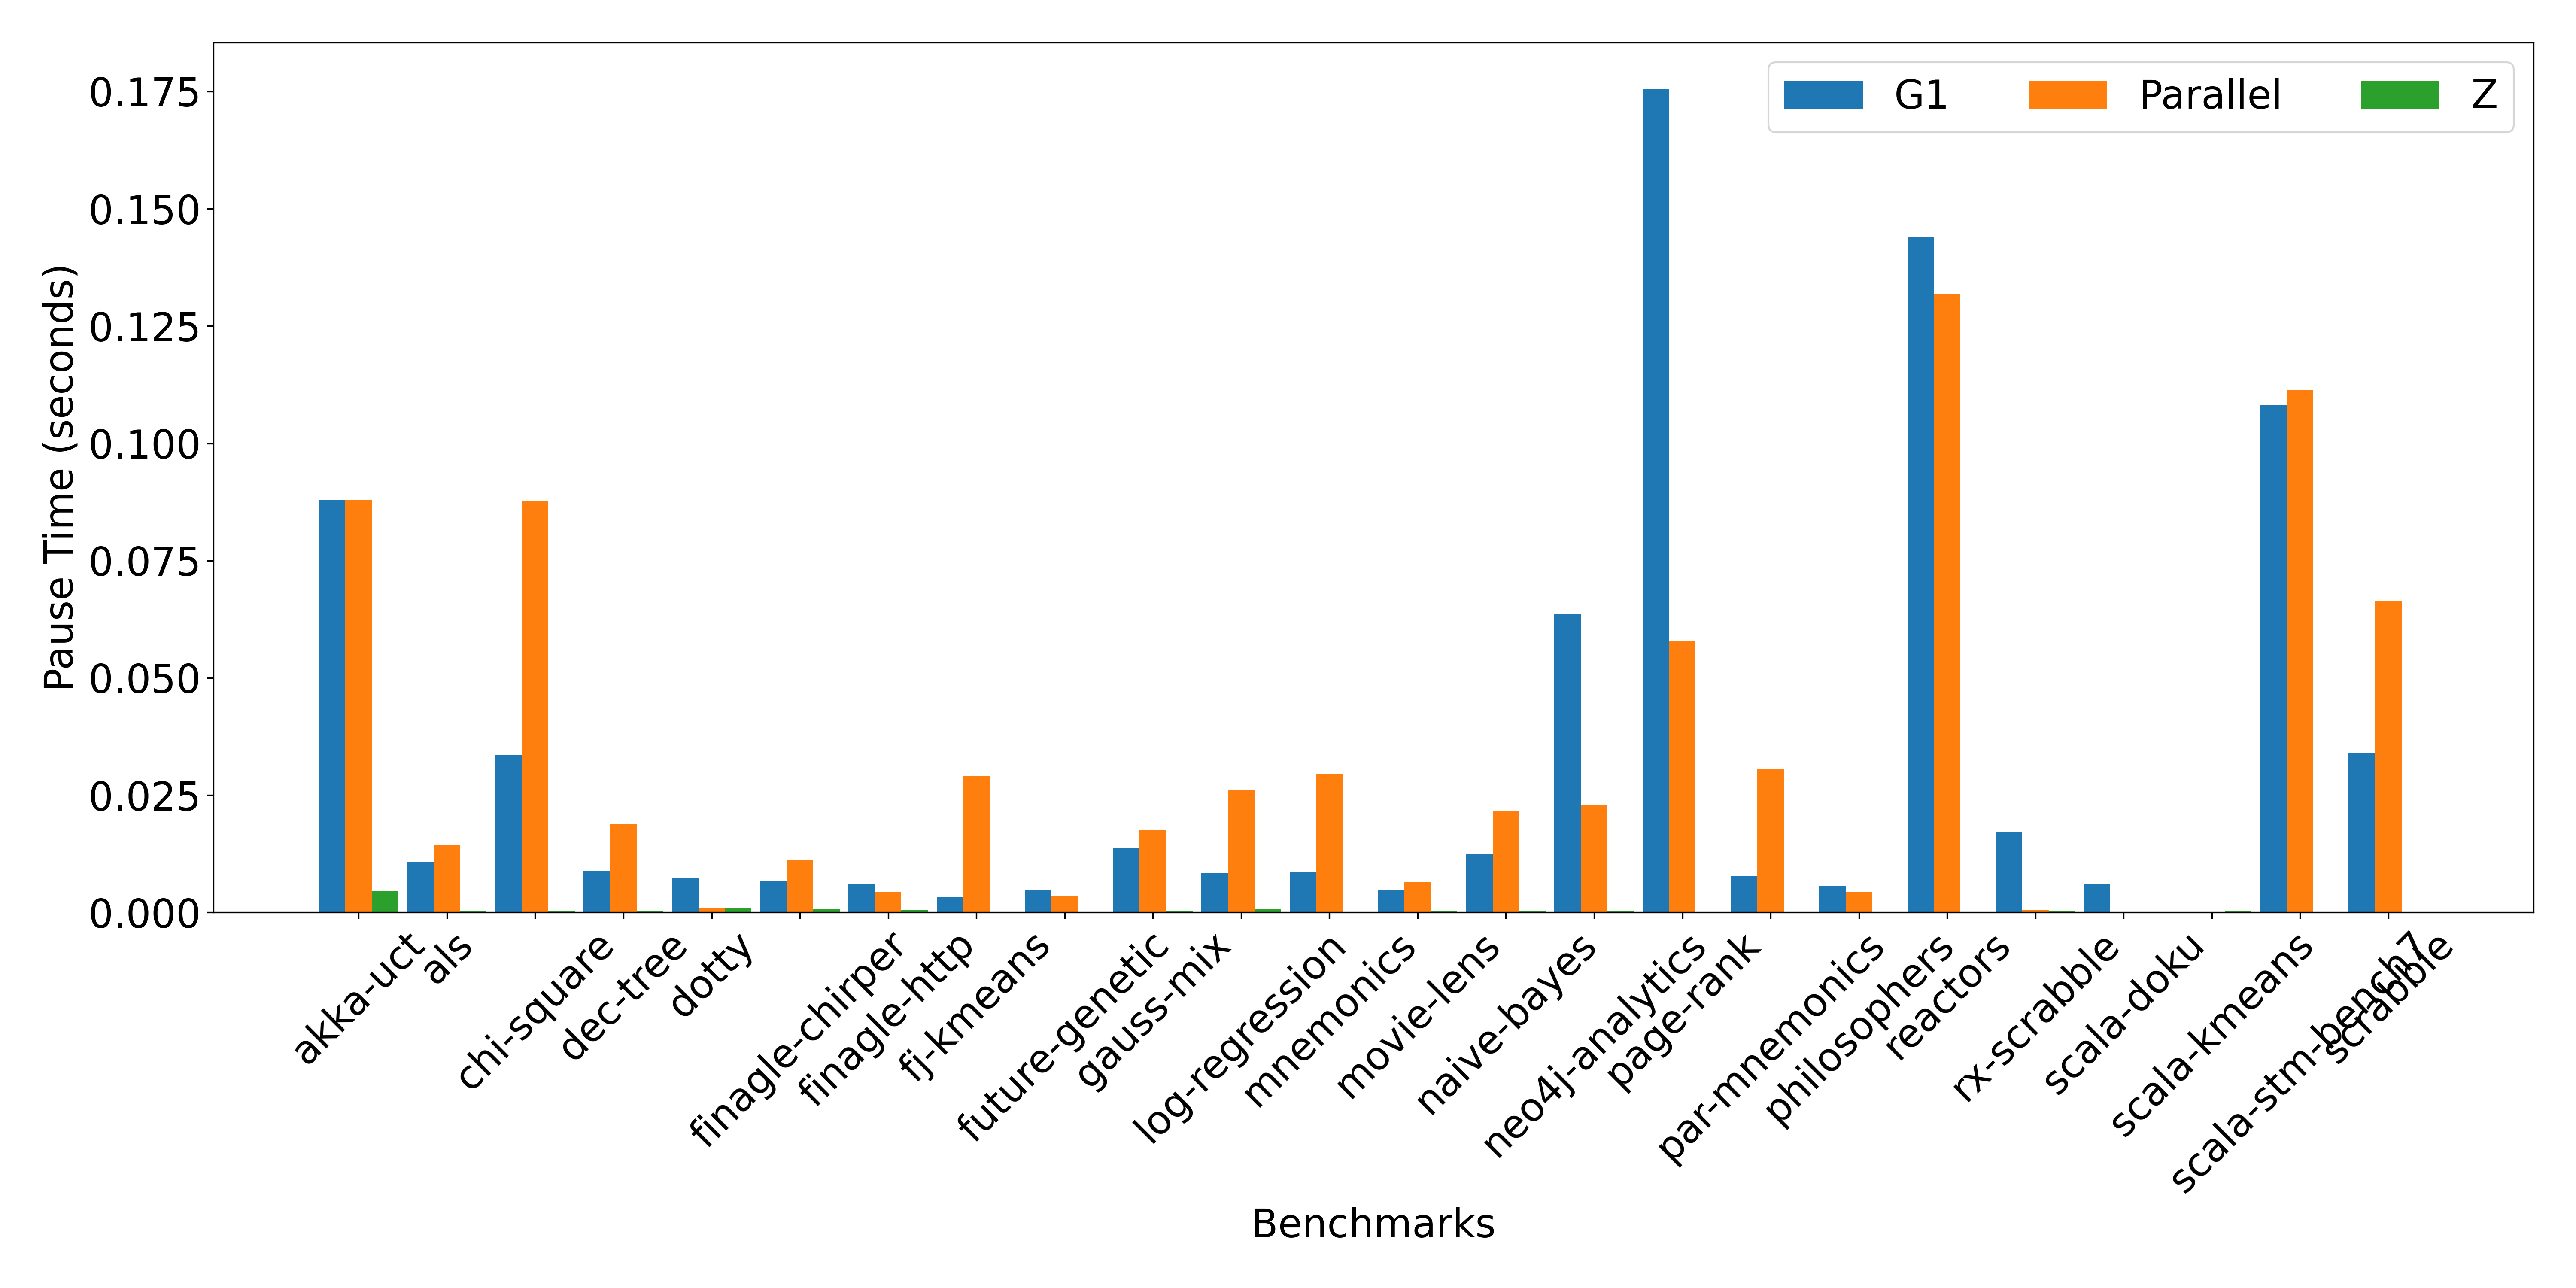 G1 Parallel Z
Pause Time (seconds)
0.175
0.150
0.125
0.100
0.075
0.050
0.025
0.000
akka-uct
als
chi-square
dec-tree
dotty
finagle-chirper
finagle-http
fj-kmeans
future-genetic
gauss-mix
log-regression
mnemonics
movie-lens
naive-bayes
neo4j-analytics
page-rank
par-mnemonics
philosophers
reactors
rx-scrabble
scala-doku
scala-kmeans
scala-stm-bench7
scrabble
Benchmarks